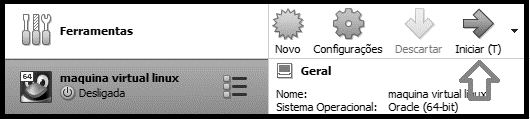 Ferramentas
Novo Configurações Descartar Iniciar (T)
64 maquina virtual linux
Desligada
Geral
Nome: maquina virtual linux
Sistema Operacional: Oracle (64-bit)